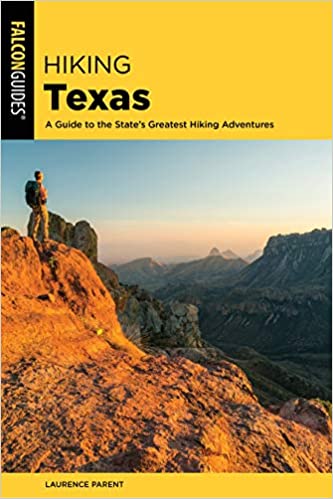 FALCONGUIDES®
HIKING
Texas
A Guide to the State's Greatest Hiking Adventures
LAURENCE PARENT